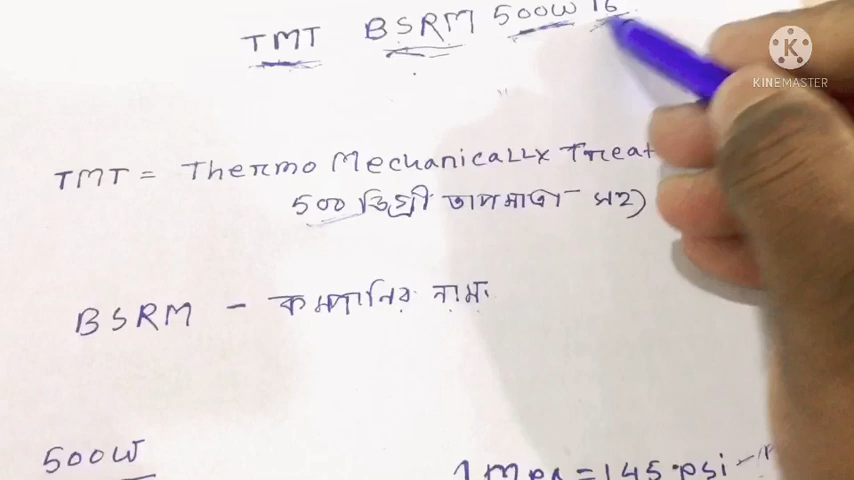 TMT BSRM 500W 16
KINEMASTER
TMT = Thermo Mechanically Treat
500 ডিগ্রী তাপমাত্রা সহ)
BSRM - কোম্পানির নাম
500W
1 MPa = 145 psi